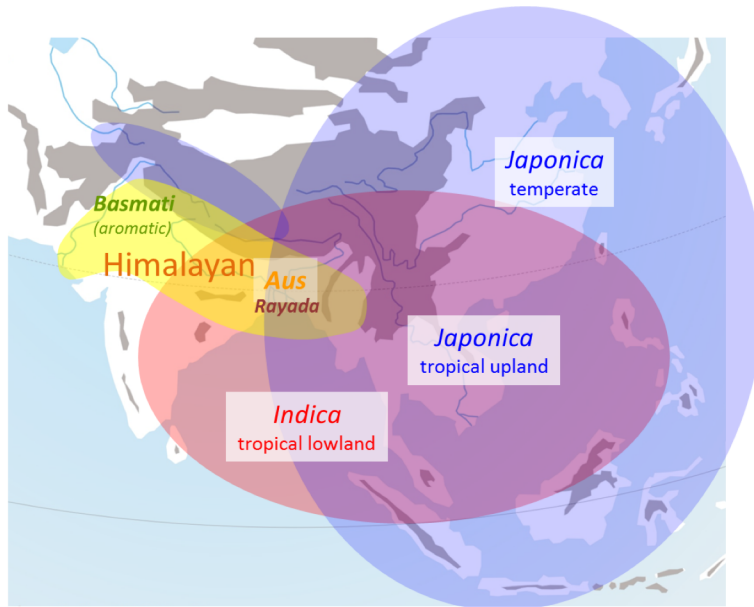 Japonica
temperate
Basmati
(aromatic)
Himalayan
Aus
Rayada
Japonica
tropical upland
Indica
tropical lowland